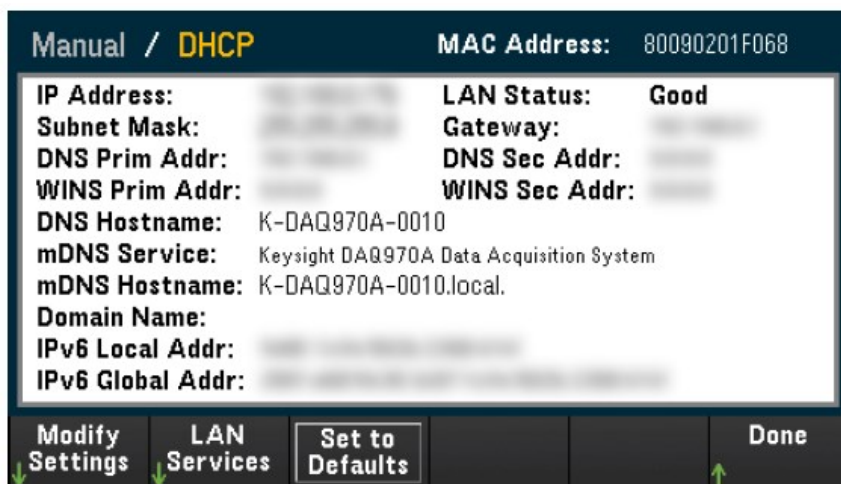 Manual / DHCP MAC Address: 80090201F068
IP Address: LAN Status: Good
Subnet Mask: Gateway:
DNS Prim Addr: DNS Sec Addr:
WINS Prim Addr: WINS Sec Addr:
DNS Hostname: K-DAQ970A-0010
mDNS Service: Keysight DAQ970A Data Acquisition System
mDNS Hostname: K-DAQ970A-0010.local.
Domain Name:
IPv6 Local Addr:
IPv6 Global Addr:
Modify Settings LAN Services Set to Defaults Done